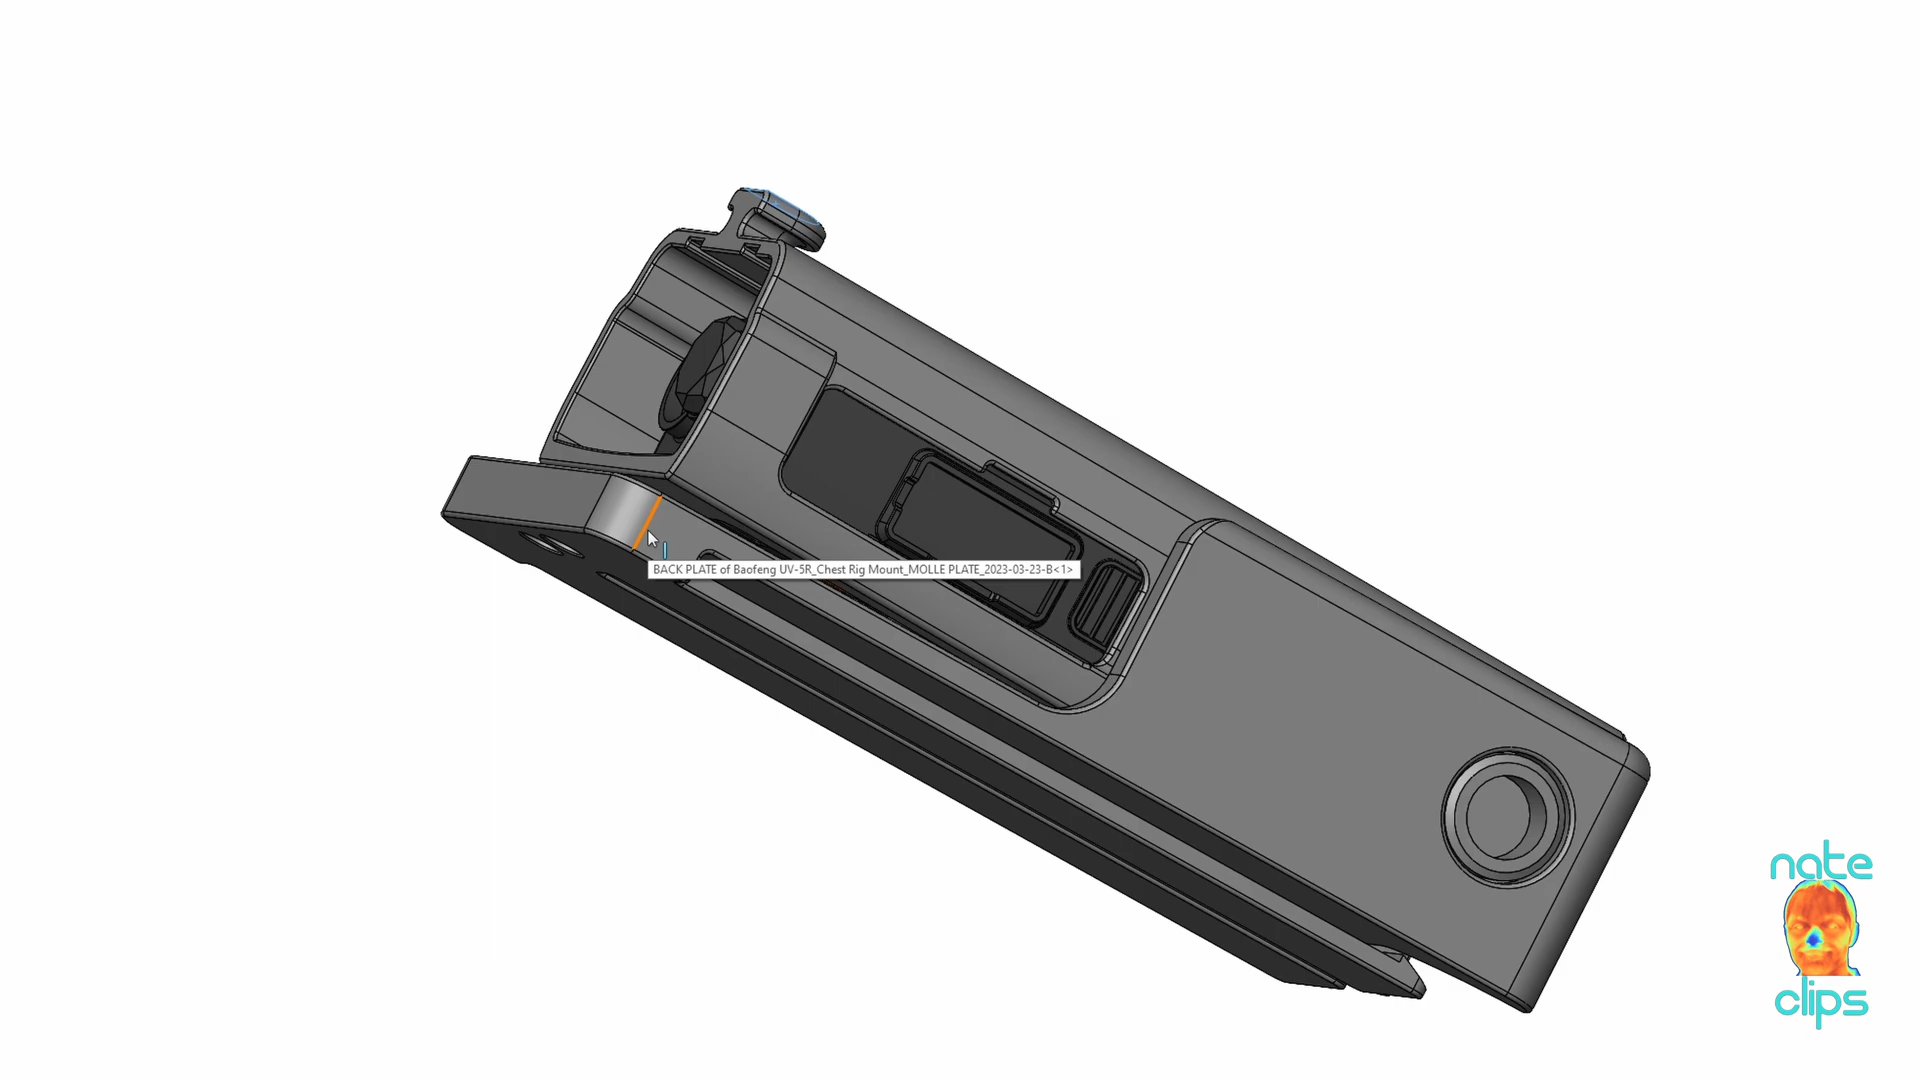 BACK PLATE of Baofeng UV-5R_Chest Rig Mount_MOLLE PLATE_2023-03-23-B<1>
nate
clips